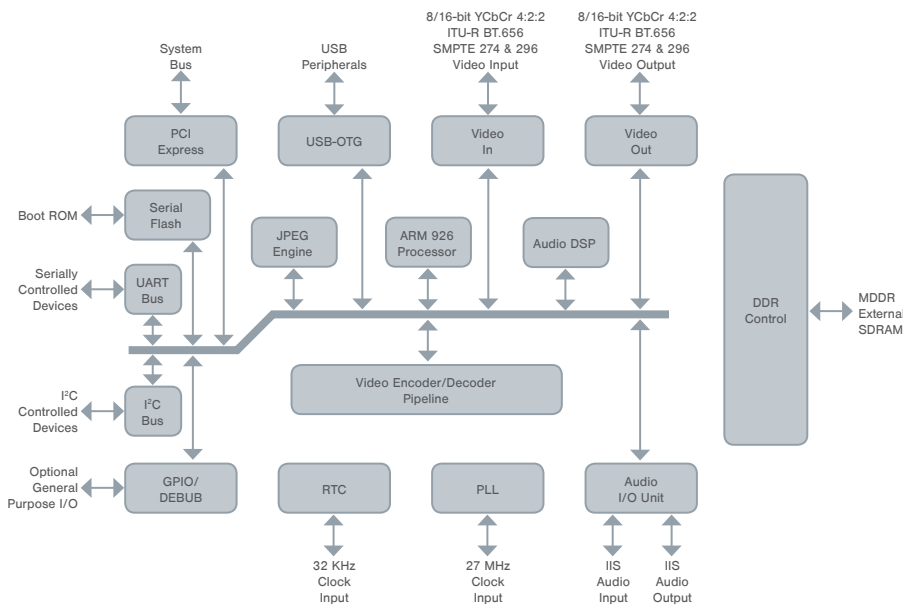 8/16-bit YCbCr 4:2:2
ITU-R BT.656
SMPTE 274 & 296
Video Input
8/16-bit YCbCr 4:2:2
ITU-R BT.656
SMPTE 274 & 296
Video Output
System
Bus
USB
Peripherals
PCI
Express
USB-OTG
Video
In
Video
Out
Boot ROM
Serial
Flash
JPEG
Engine
ARM 926
Processor
Audio DSP
Serially
Controlled
Devices
UART
Bus
DDR
Control
MDDR
External
SDRAM
Video Encoder/Decoder
Pipeline
I²C
Controlled
Devices
I²C
Bus
Optional
General
Purpose I/O
GPIO/
DEBUB
RTC
PLL
Audio
I/O Unit
32 KHz
Clock
Input
27 MHz
Clock
Input
IIS
Audio
Input
IIS
Audio
Output